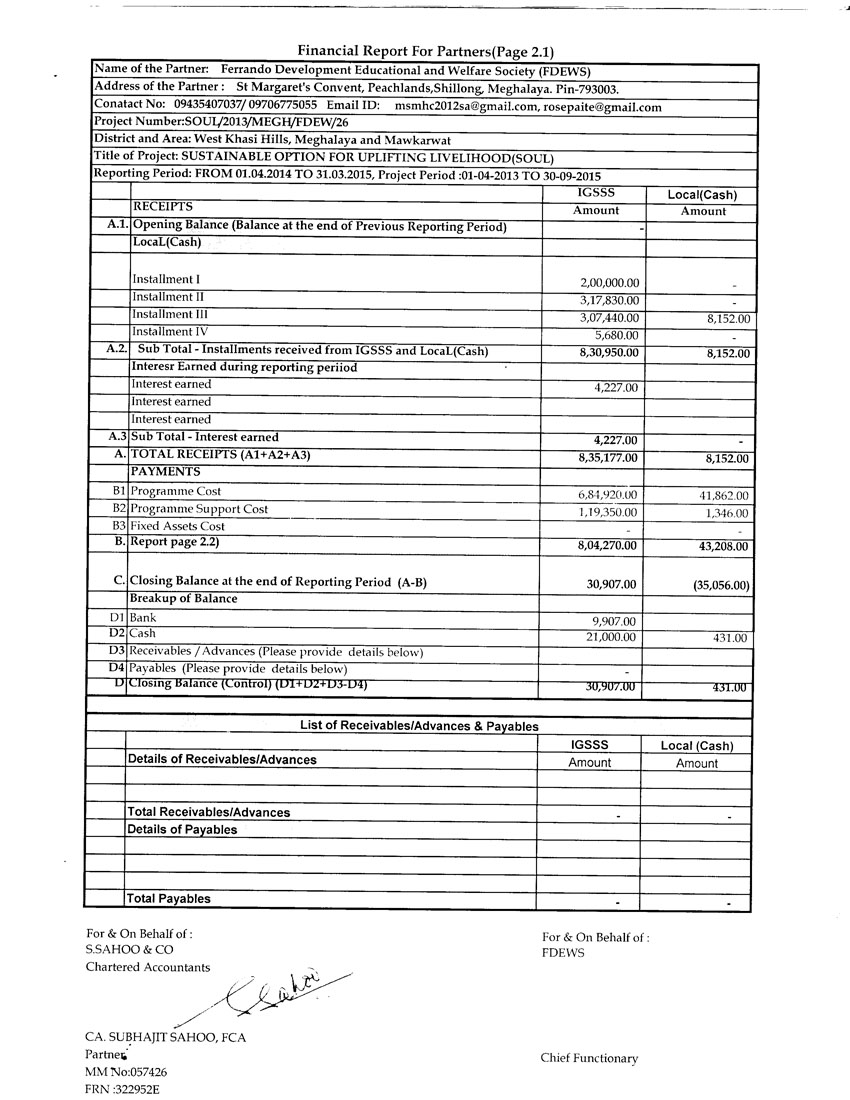 Financial Report For Partners(Page 2.1)
Name of the Partner: Ferrando Development Educational and Welfare Society (FDEWS)
Address of the Partner : St Margaret's Convent, Peachlands,Shillong, Meghalaya. Pin-793003.
Conatact No: 09435407037/ 09706775055 Email ID: msmhc2012sa@gmail.com, rosepaite@gmail.com
Project Number:SOUL/2013/MEGH/FDEW/26
District and Area: West Khasi Hills, Meghalaya and Mawkarwat
Title of Project: SUSTAINABLE OPTION FOR UPLIFTING LIVELIHOOD(SOUL)
Reporting Period: FROM 01.04.2014 TO 31.03.2015, Project Period :01-04-2013 TO 30-09-2015
IGSSS Local(Cash)
RECEIPTS Amount Amount
A.1. Opening Balance (Balance at the end of Previous Reporting Period) -
LocaL(Cash)
Installment I 2,00,000.00 -
Installment II 3,17,830.00 -
Installment III 3,07,440.00 8,152.00
Installment IV 5,680.00 -
A.2. Sub Total - Installments received from IGSSS and LocaL(Cash) 8,30,950.00 8,152.00
Interesr Earned during reporting periiod
Interest earned 4,227.00
Interest earned
Interest earned
A.3 Sub Total - Interest earned 4,227.00 -
A. TOTAL RECEIPTS (A1+A2+A3) 8,35,177.00 8,152.00
PAYMENTS
B1 Programme Cost 6,84,920.00 41,862.00
B2 Programme Support Cost 1,19,350.00 1,346.00
B3 Fixed Assets Cost - -
B. Report page 2.2) 8,04,270.00 43,208.00
C. Closing Balance at the end of Reporting Period (A-B) 30,907.00 (35,056.00)
Breakup of Balance
D1 Bank 9,907.00
D2 Cash 21,000.00 431.00
D3 Receivables / Advances (Please provide details below)
D4 Payables (Please provide details below) -
D Closing Balance (Control) (D1+D2+D3-D4) 30,907.00 431.00
List of Receivables/Advances & Payables
IGSSS Local (Cash)
Details of Receivables/Advances Amount Amount
Total Receivables/Advances - -
Details of Payables
Total Payables - -
For & On Behalf of : For & On Behalf of :
S.SAHOO & CO FDEWS
Chartered Accountants
SSahoo
CA. SUBHAJIT SAHOO, FCA
Partner Chief Functionary
MM No:057426
FRN :322952E